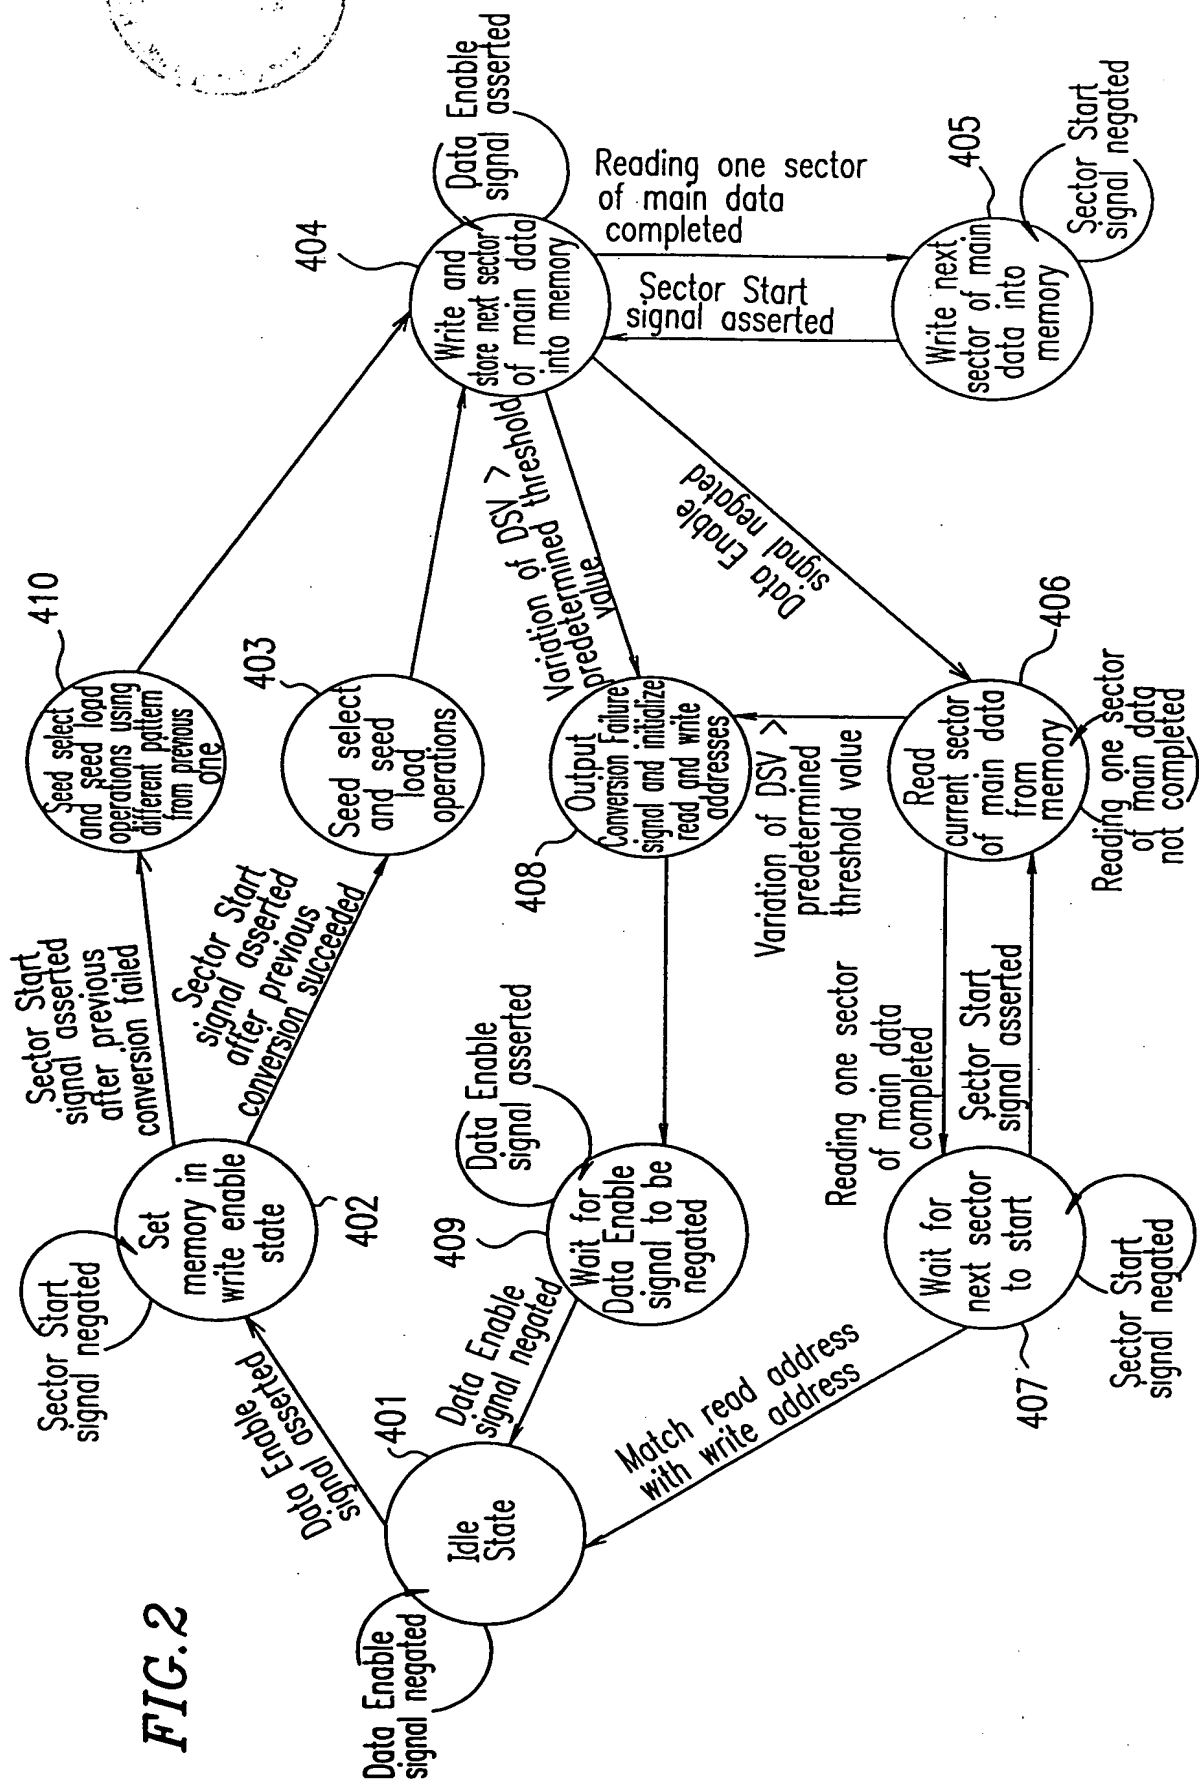 FIG.2
Data Enable
signal negated
Idle
State
401
Data Enable
signal asserted
Sector Start
signal negated
Set
memory in
write enable
state
402
Sector Start
signal asserted
after previous
conversion failed
Sector Start
signal asserted
after previous
conversion succeeded
Seed select
and seed load
operations using
different pattern
from previous
one
410
Seed select
and seed
load
operations
403
Write and
store next sector
of main data
into memory
404
Data Enable
signal asserted
Reading one sector
of main data
completed
Sector Start
signal asserted
Write next
sector of main
data into
memory
405
Sector Start
signal negated
Variation of DSV >
predetermined threshold
value
Data Enable
signal negated
Output
Conversion Failure
signal and initialize
read and write
addresses
408
Variation of DSV >
predetermined
threshold value
Read
current sector
of main data
from
memory
406
Reading one sector
of main data
not completed
Reading one sector
of main data
completed
Sector Start
signal asserted
Data Enable
signal asserted
Wait for
Data Enable
signal to be
negated
409
Data Enable
signal negated
Wait for
next sector
to start
407
Sector Start
signal negated
Match read address
with write address